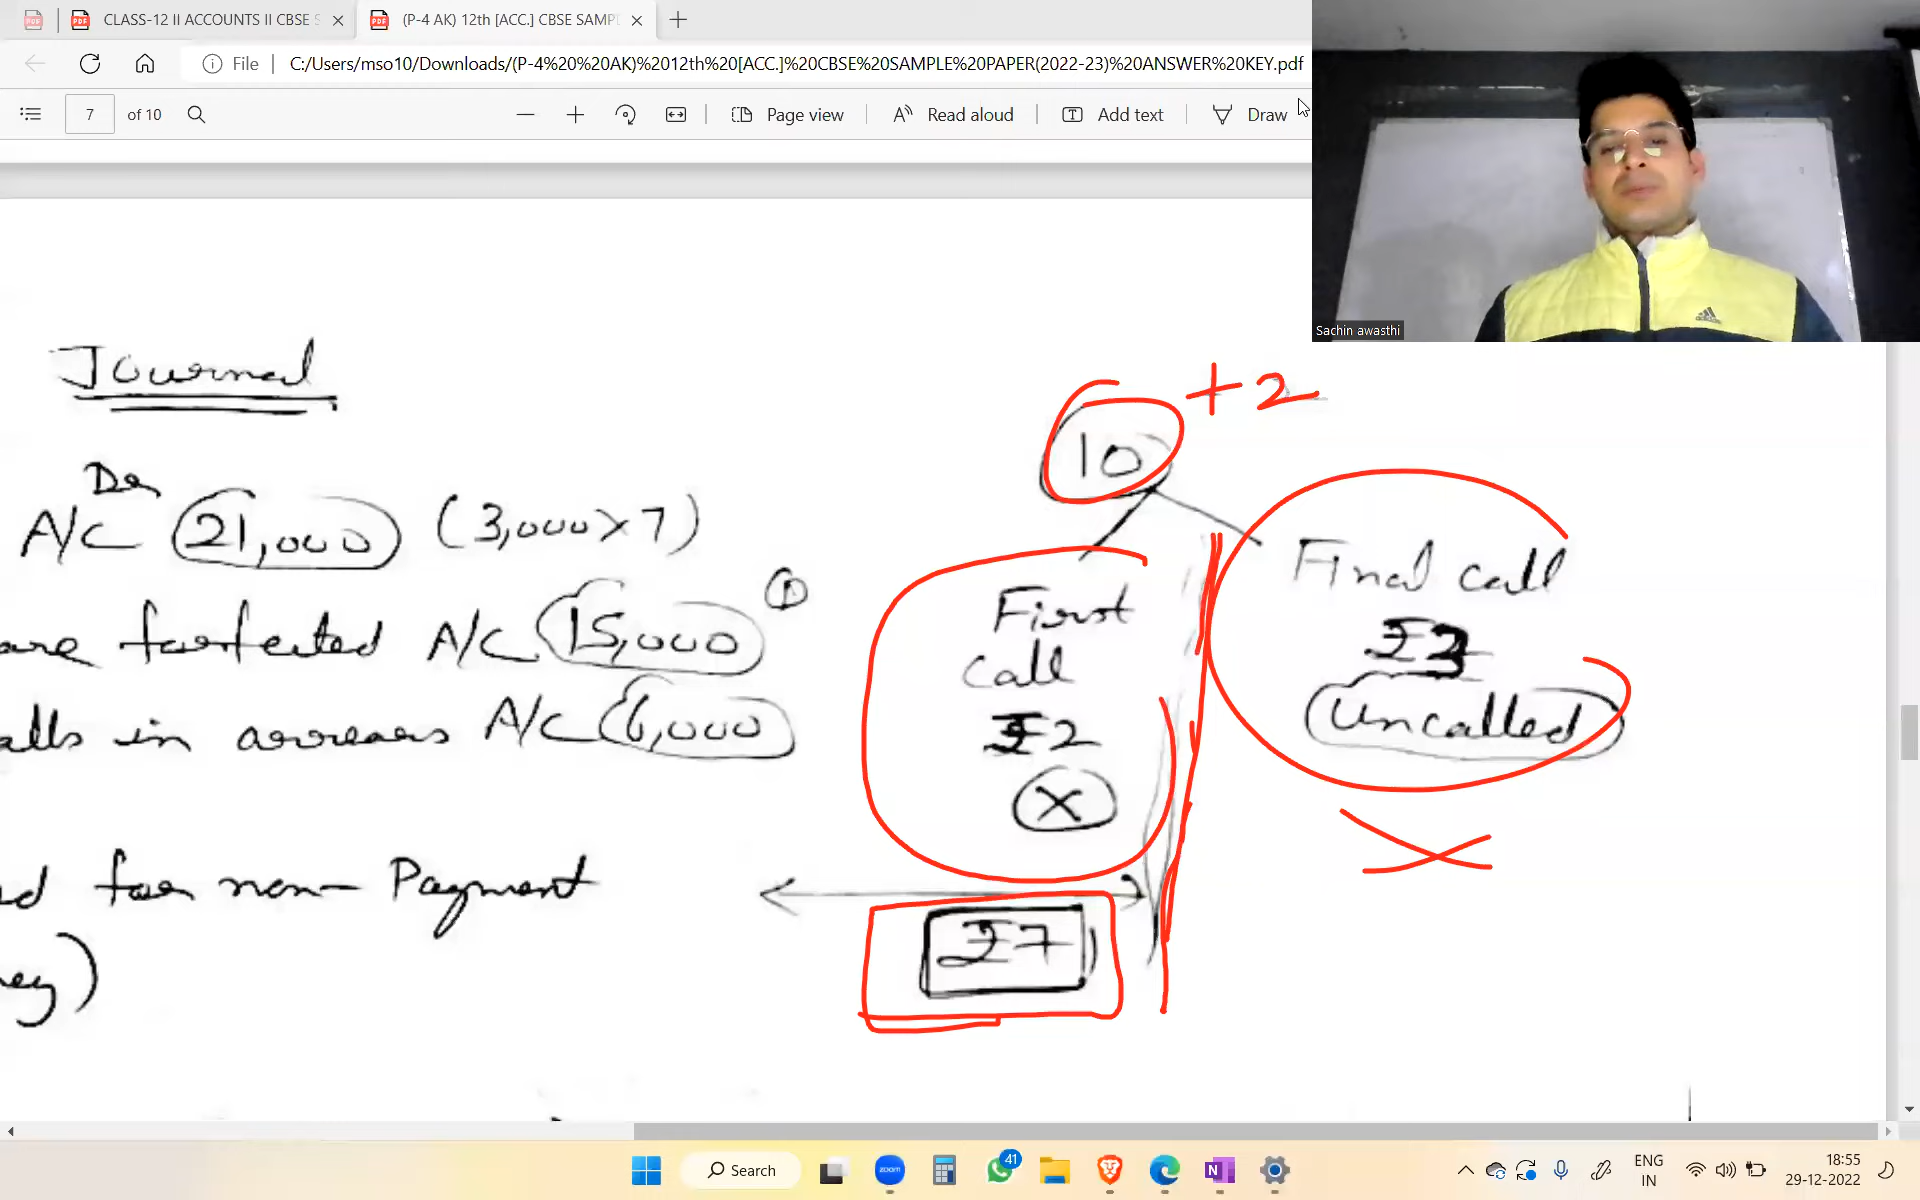 CLASS-12 II ACCOUNTS II CBSE S
(P-4 AK) 12th [ACC.] CBSE SAMPL
File
C:/Users/mso10/Downloads/(P-4%20%20AK)%2012th%20[ACC.]%20CBSE%20SAMPLE%20PAPER(2022-23)%20ANSWER%20KEY.pdf
7 of 10
Page view
Read aloud
Add text
Draw
Sachin awasthi
Journal
10 +2
Dr
A/C 21,000 (3,000×7)
Final call
First
call
are forfeited A/C 15,000 ①
₹3
₹2
alls in arrears A/C 6,000
Uncalled
X
ed for non-Payment
₹7
ey)
Search
zoom
41
N
ENG
IN
18:55
29-12-2022